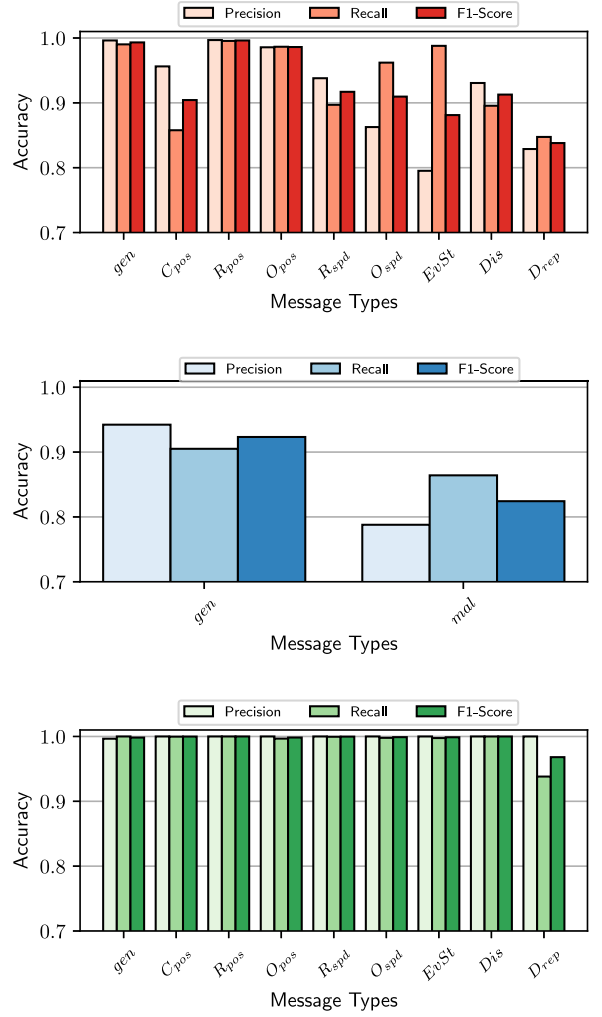 Precision Recall F1-Score
1.0
0.9
0.8
0.7
Accuracy
gen C_pos R_pos O_pos R_spd O_spd EvSt Dis D_rep
Message Types
Precision Recall F1-Score
1.0
0.9
0.8
0.7
Accuracy
gen mal
Message Types
Precision Recall F1-Score
1.0
0.9
0.8
0.7
Accuracy
gen C_pos R_pos O_pos R_spd O_spd EvSt Dis D_rep
Message Types